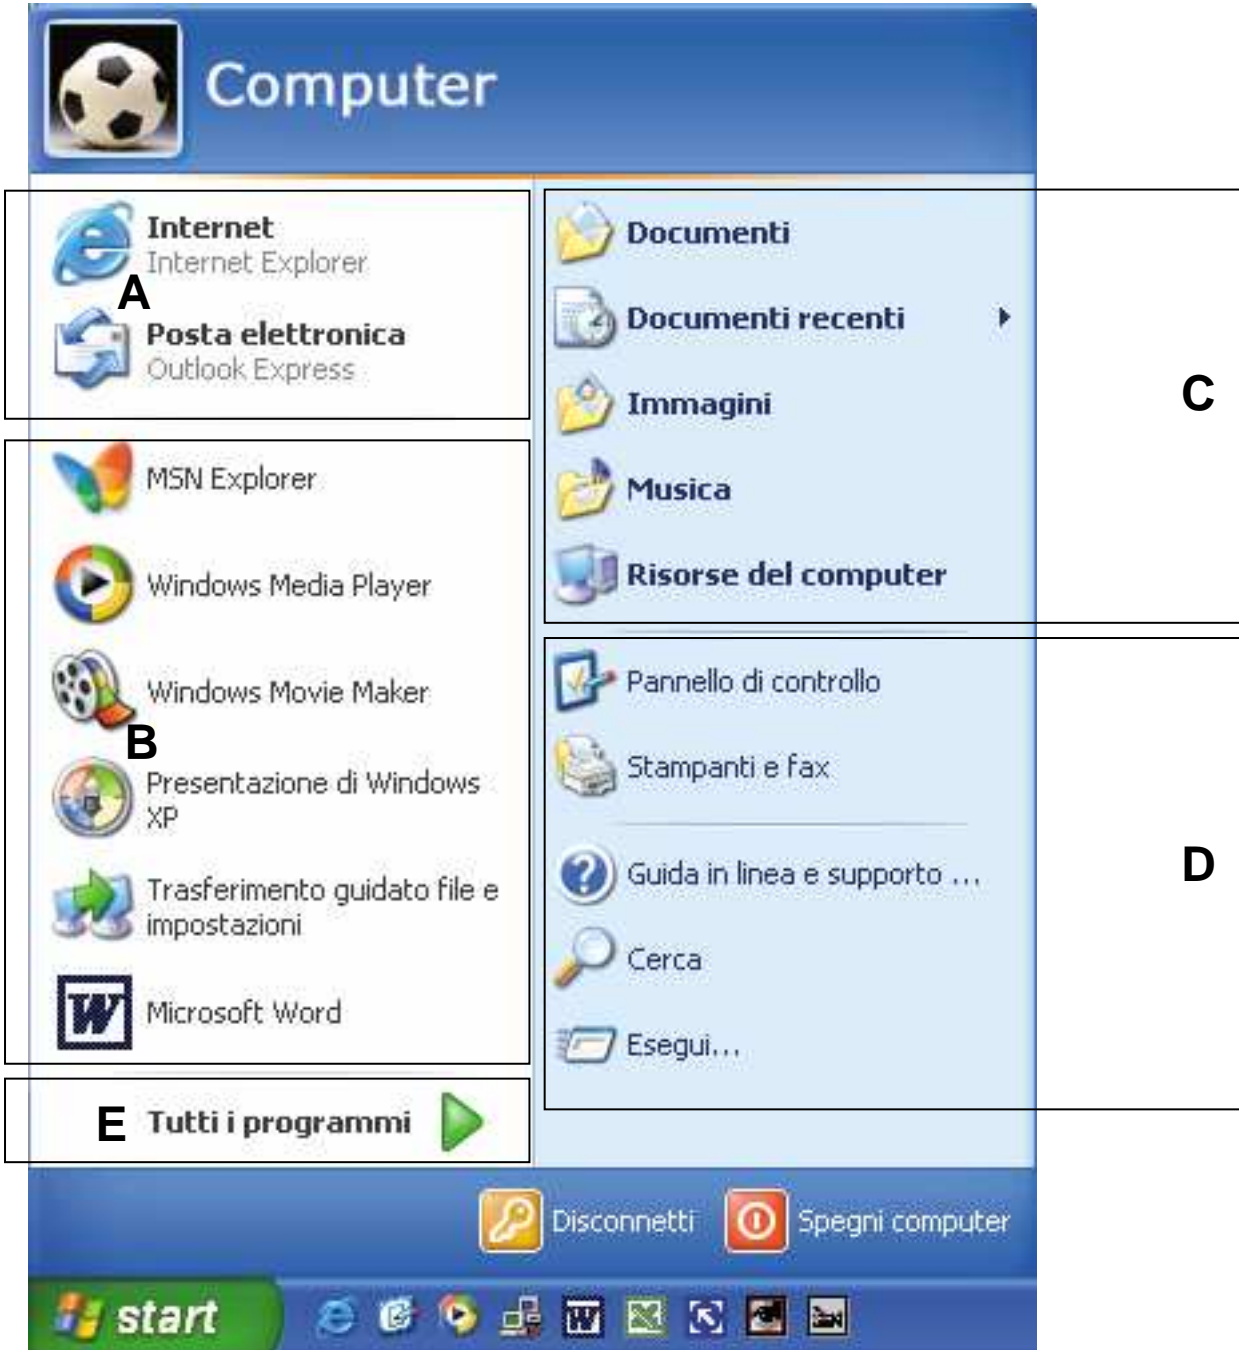 Computer
Internet
Internet Explorer
A
Posta elettronica
Outlook Express
MSN Explorer
Windows Media Player
Windows Movie Maker
B
Presentazione di Windows
XP
Trasferimento guidato file e
impostazioni
Microsoft Word
E Tutti i programmi
Documenti
Documenti recenti
Immagini
C
Musica
Risorse del computer
Pannello di controllo
Stampanti e fax
Guida in linea e supporto ...
D
Cerca
Esegui...
Disconnetti Spegni computer
start